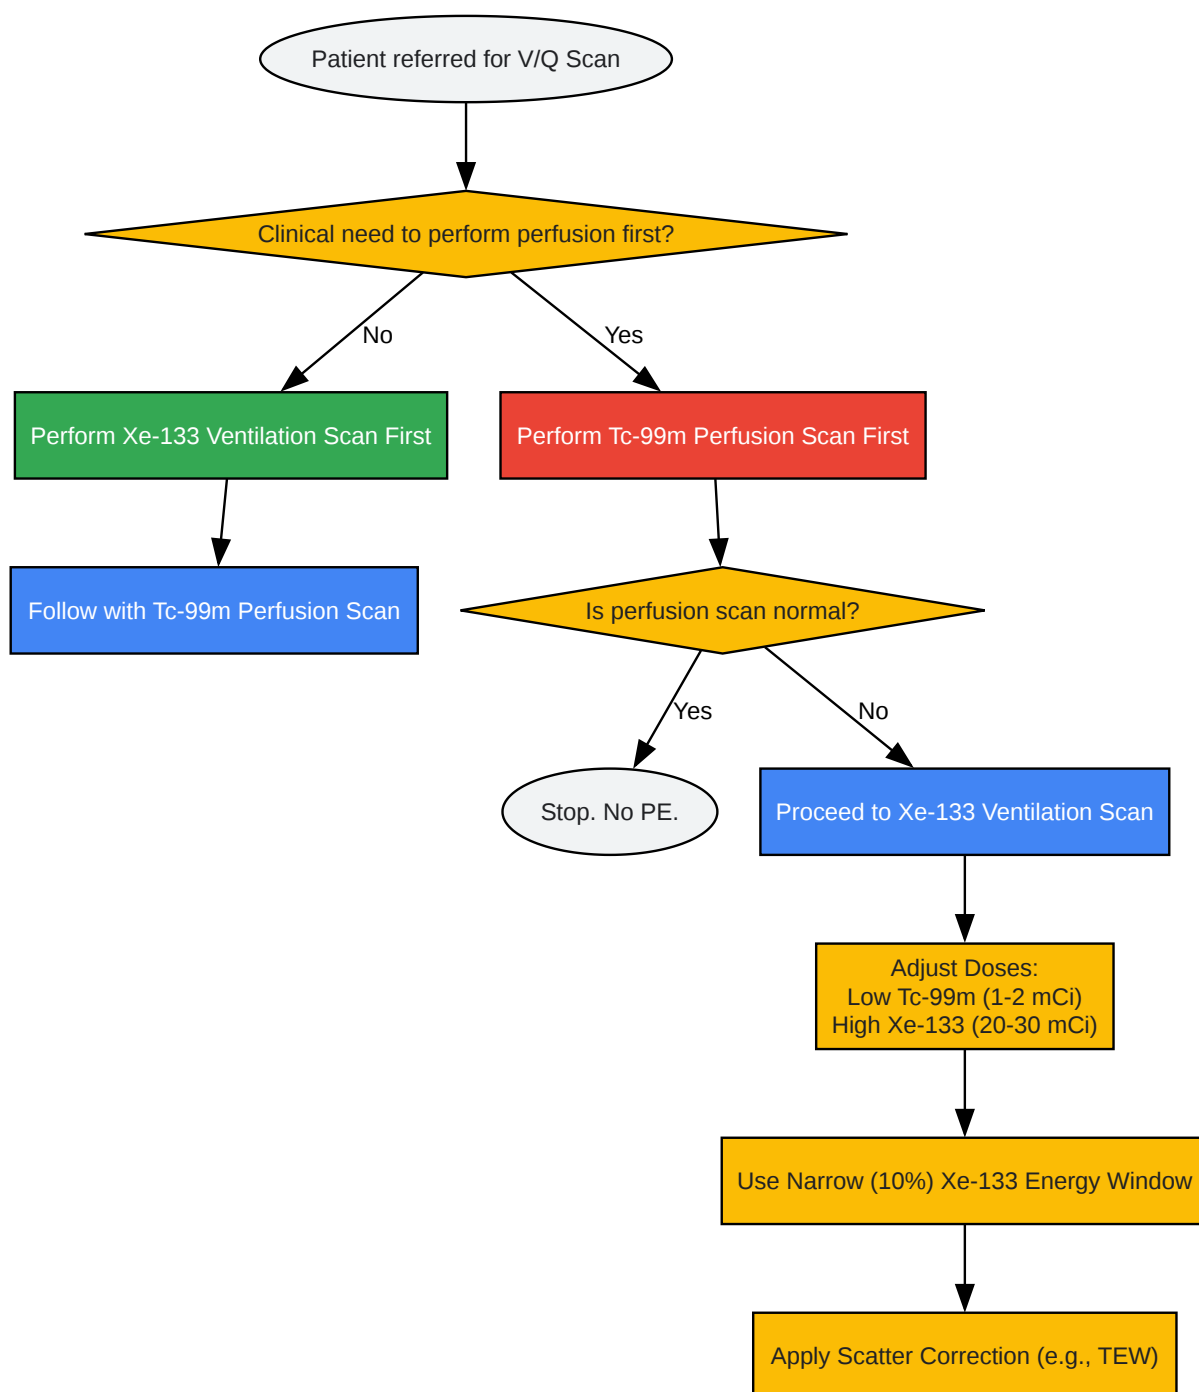 Patient referred for V/Q Scan
Clinical need to perform perfusion first?
No
Yes
Perform Xe-133 Ventilation Scan First
Perform Tc-99m Perfusion Scan First
Follow with Tc-99m Perfusion Scan
Is perfusion scan normal?
Yes
No
Stop. No PE.
Proceed to Xe-133 Ventilation Scan
Adjust Doses:
Low Tc-99m (1-2 mCi)
High Xe-133 (20-30 mCi)
Use Narrow (10%) Xe-133 Energy Window
Apply Scatter Correction (e.g., TEW)